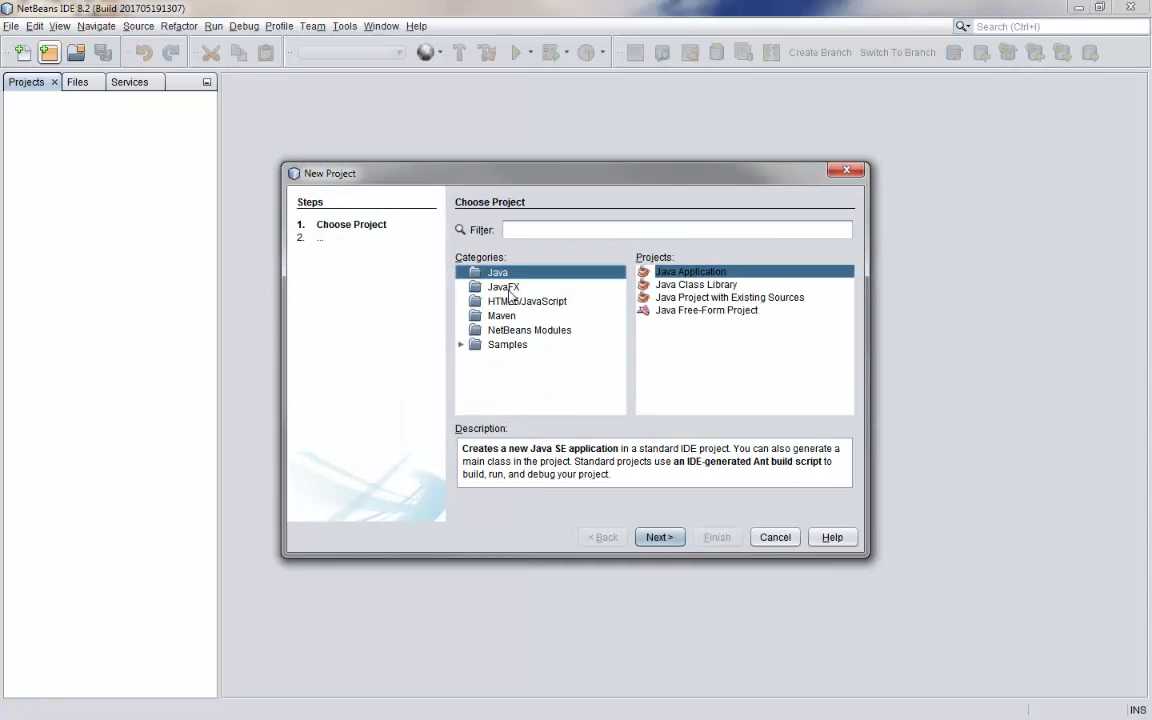 NetBeans IDE 8.2 (Build 201705191307)
File Edit View Navigate Source Refactor Run Debug Profile Team Tools Window Help
Search (Ctrl+I)
Create Branch Switch To Branch
Projects Files Services
New Project
Steps
Choose Project
1. Choose Project
2. ...
Filter:
Categories:
Projects:
Java
JavaFX
HTML5/JavaScript
Maven
NetBeans Modules
Samples
Java Application
Java Class Library
Java Project with Existing Sources
Java Free-Form Project
Description:
Creates a new Java SE application in a standard IDE project. You can also generate a
main class in the project. Standard projects use an IDE-generated Ant build script to
build, run, and debug your project.
< Back Next > Finish Cancel Help
INS